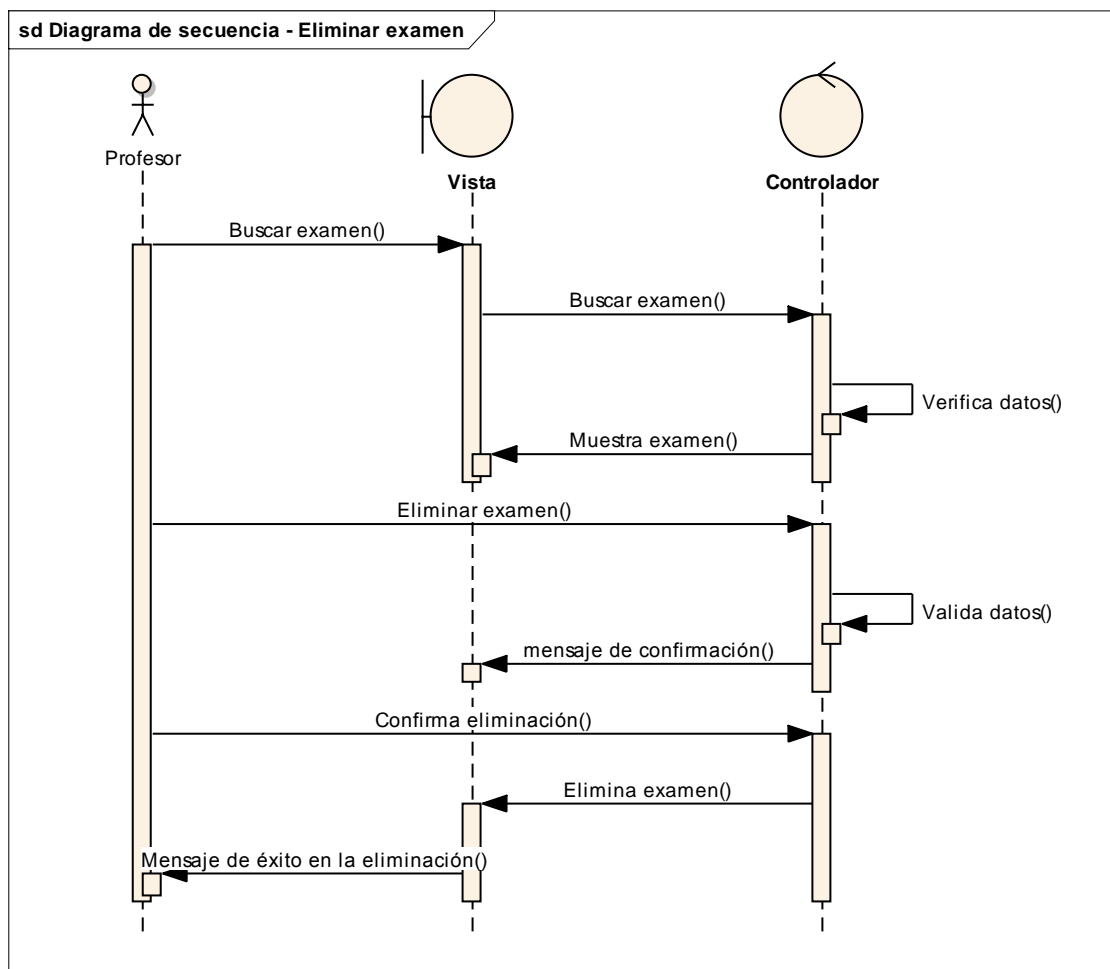 sd Diagrama de secuencia - Eliminar examen
Profesor
Vista
Controlador
Buscar examen()
Buscar examen()
Verifica datos()
Muestra examen()
Eliminar examen()
Valida datos()
mensaje de confirmación()
Confirma eliminación()
Elimina examen()
Mensaje de éxito en la eliminación()